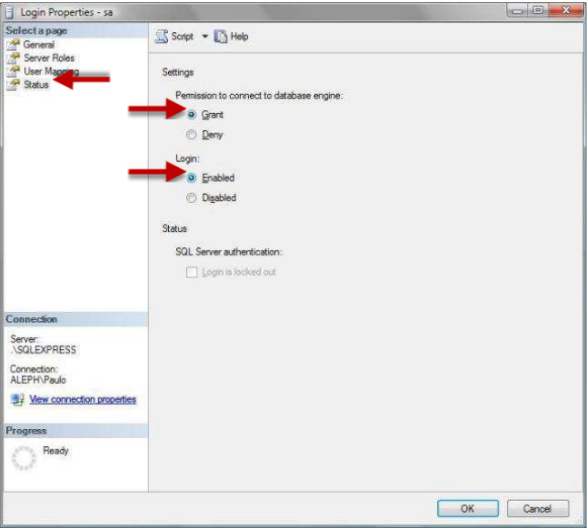 Login Properties - sa
Select a page
General
Server Roles
User Mapping
Status
Script
Help
Settings
Permission to connect to database engine:
Grant
Deny
Login:
Enabled
Disabled
Status
SQL Server authentication:
Login is locked out
Connection
Server:
.\SQLEXPRESS
Connection:
ALEPH\Paulo
View connection properties
Progress
Ready
OK
Cancel